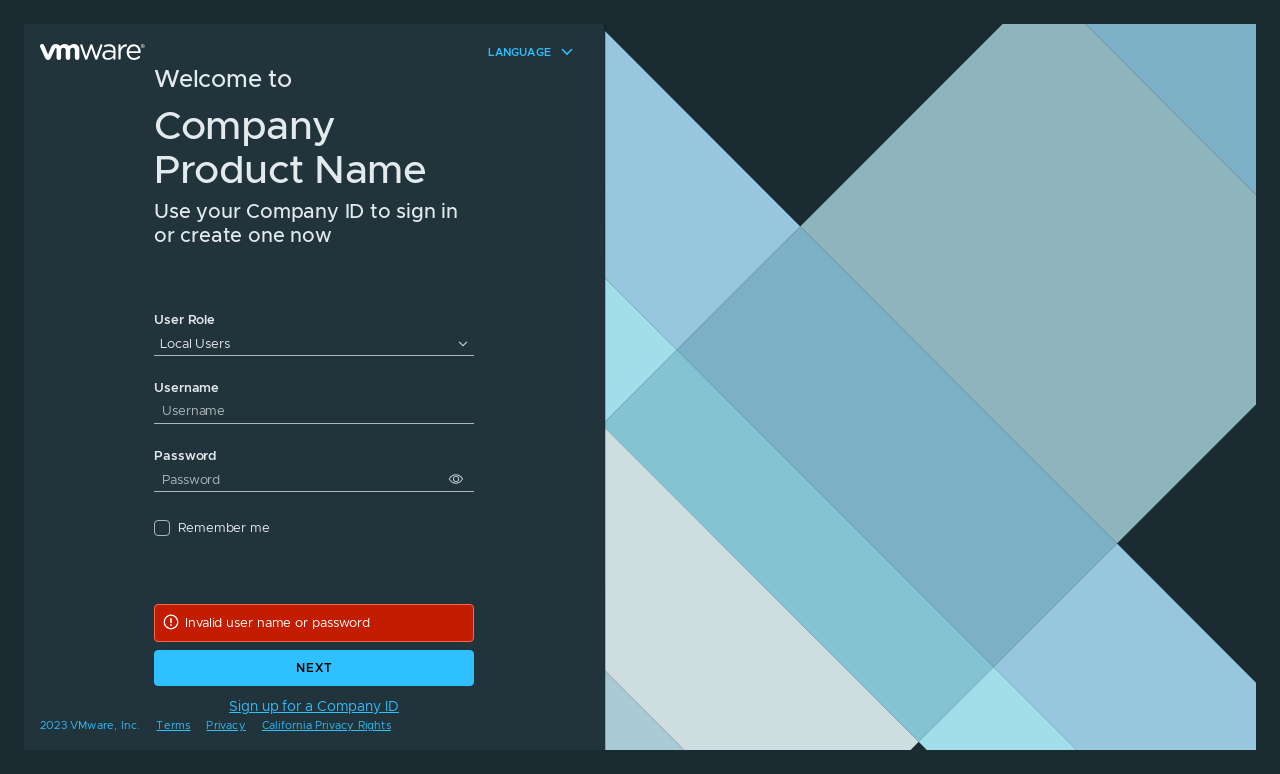 vmware®
LANGUAGE
Welcome to
Company
Product Name
Use your Company ID to sign in
or create one now
User Role
Local Users
Username
Username
Password
Password
Remember me
Invalid user name or password
NEXT
Sign up for a Company ID
2023 VMware, Inc. Terms Privacy California Privacy Rights